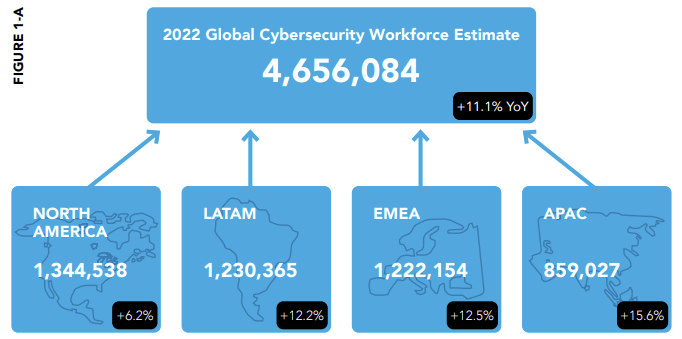 FIGURE 1-A
2022 Global Cybersecurity Workforce Estimate
4,656,084
+11.1% YoY
NORTH
AMERICA
1,344,538
+6.2%
LATAM
1,230,365
+12.2%
EMEA
1,222,154
+12.5%
APAC
859,027
+15.6%